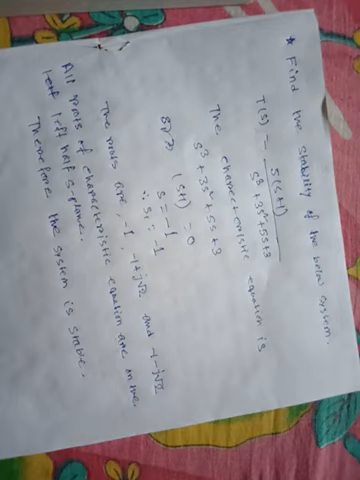 * Find the stability of the below system.
T(s) = s(s+1) / s³+3s²+5s+3
The characteristic equation is
s³+3s²+5s+3
(s+1) = 0
s = -1
∴ s₁ = -1
The roots are, -1, -1+j√2 and -1-j√2
All roots of characteristic equation are on the
left half s-plane.
Therefore the system is stable.